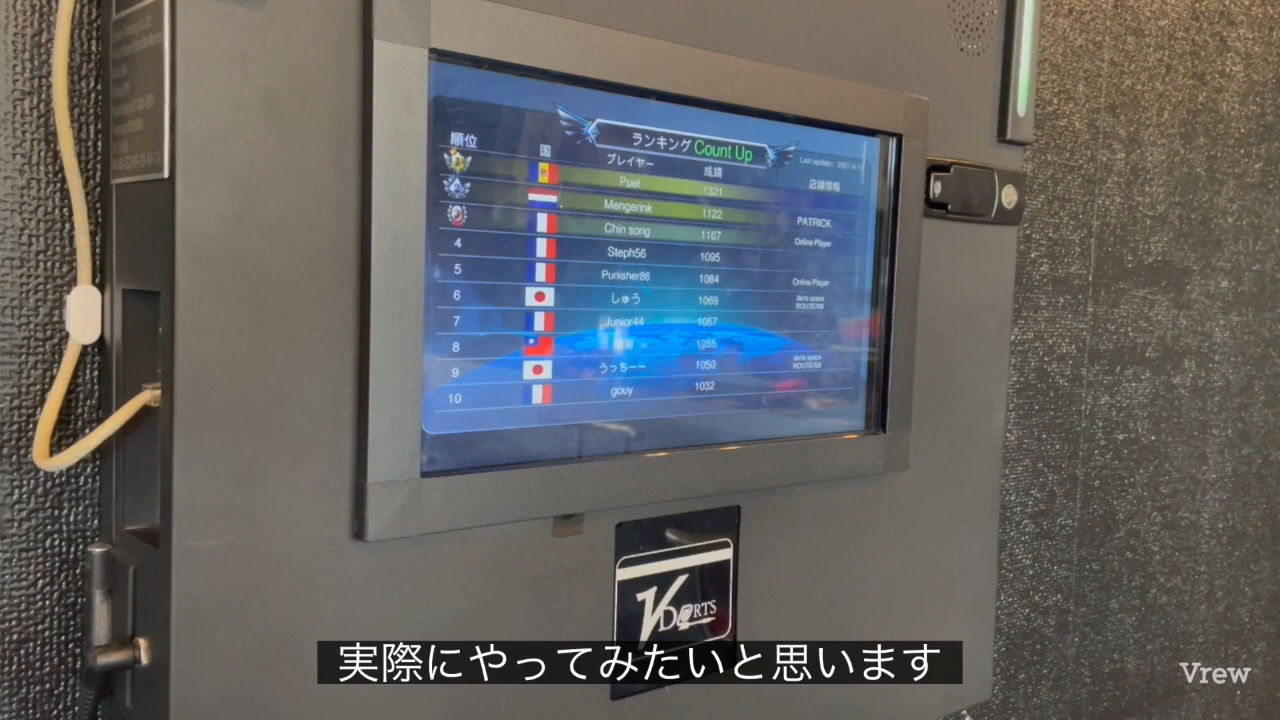 ランキング Count Up
Last update: 2021
順位 国 プレイヤー 成績 店舗情報
1 Puel 1321
Mengerink 1122 PATRICK
Chin song 1107 Online Player
4 Steph56 1095
5 Punisher86 1084 Online Player
6 しゅう 1069 darts space ROUTE769
7 Junior44 1057
8 1055
9 うっちーー 1050 darts space ROUTE769
10 gouy 1032
VDARTS
実際にやってみたいと思います
Vrew